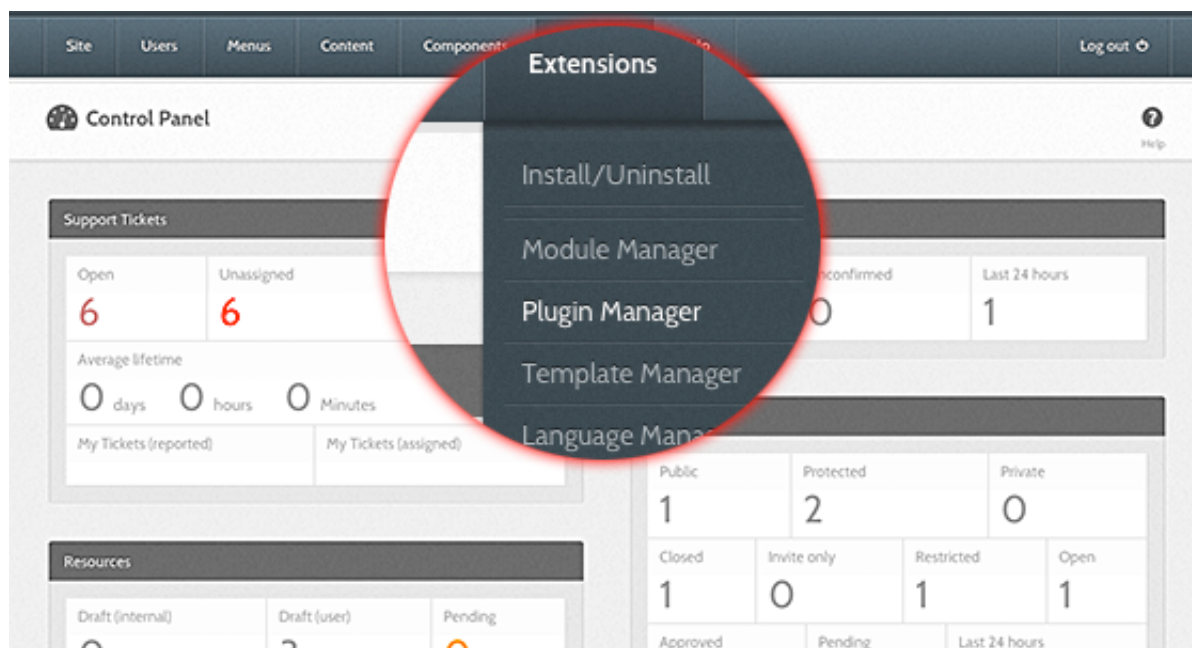 Site Users Menus Content Components Extensions Log out
Control Panel
Help
Install/Uninstall
Module Manager
Plugin Manager
Template Manager
Language
Support Tickets
Open Unassigned
6 6
Average lifetime
0 days 0 hours 0 Minutes
My Tickets (reported) My Tickets (assigned)
Last 24 hours
0 1
Resources
Draft (internal) Draft (user) Pending
Public Protected Private
1 2 0
Closed Invite only Restricted Open
1 0 1 1
Approved Pending Last 24 hours